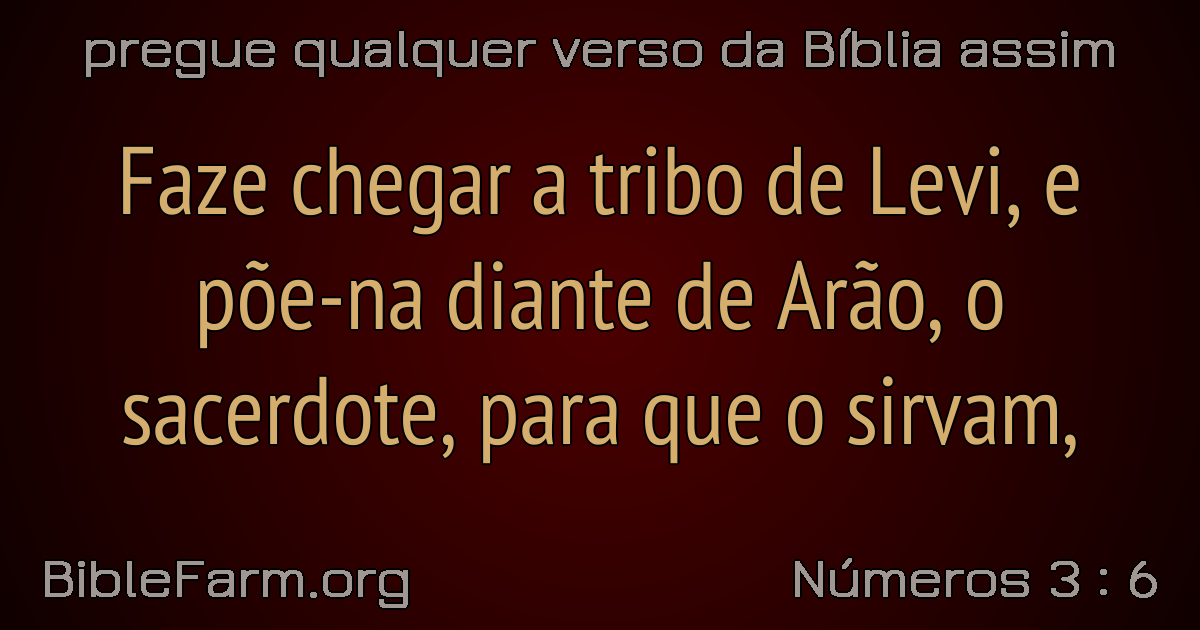 pregue qualquer verso da Bíblia assim
Faze chegar a tribo de Levi, e
põe-na diante de Arão, o
sacerdote, para que o sirvam,
BibleFarm.org
Números 3 : 6